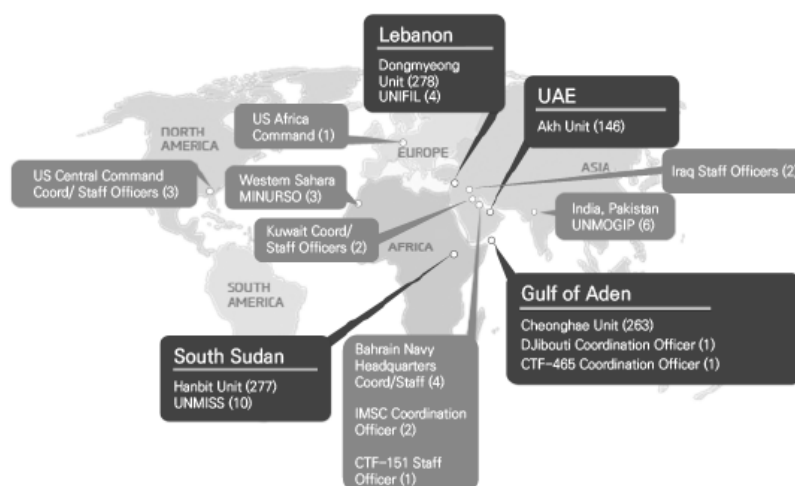 Lebanon
Dongmyeong
Unit (278)
UNIFIL (4)
UAE
Akh Unit (146)
US Africa
Command (1)
NORTH
AMERICA
EUROPE
ASIA
Iraq Staff Officers (2)
US Central Command
Coord/ Staff Officers (3)
Western Sahara
MINURSO (3)
India, Pakistan
UNMOGIP (6)
Kuwait Coord/
Staff Officers (2)
AFRICA
SOUTH
AMERICA
Gulf of Aden
Cheonghae Unit (263)
DJibouti Coordination Officer (1)
CTF-465 Coordination Officer (1)
South Sudan
Hanbit Unit (277)
UNMISS (10)
Bahrain Navy
Headquarters
Coord/Staff (4)
IMSC Coordination
Officer (2)
CTF-151 Staff
Officer (1)